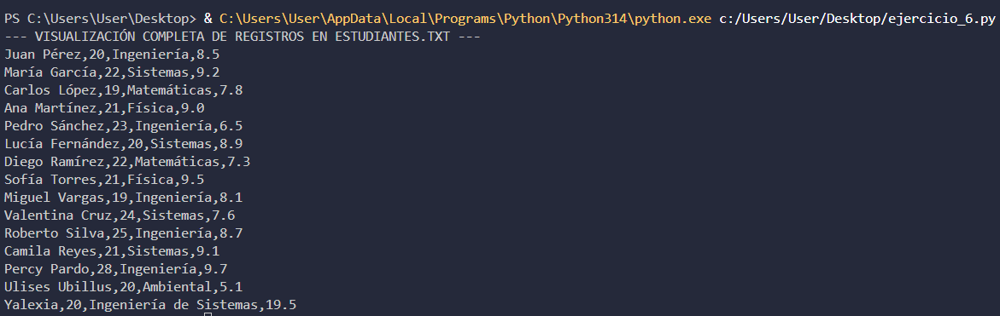 PS C:\Users\User\Desktop> & C:\Users\User\AppData\Local\Programs\Python\Python314\python.exe c:/Users/User/Desktop/ejercicio_6.py
--- VISUALIZACIÓN COMPLETA DE REGISTROS EN ESTUDIANTES.TXT ---
Juan Pérez,20,Ingeniería,8.5
María García,22,Sistemas,9.2
Carlos López,19,Matemáticas,7.8
Ana Martínez,21,Física,9.0
Pedro Sánchez,23,Ingeniería,6.5
Lucía Fernández,20,Sistemas,8.9
Diego Ramírez,22,Matemáticas,7.3
Sofía Torres,21,Física,9.5
Miguel Vargas,19,Ingeniería,8.1
Valentina Cruz,24,Sistemas,7.6
Roberto Silva,25,Ingeniería,8.7
Camila Reyes,21,Sistemas,9.1
Percy Pardo,28,Ingeniería,9.7
Ulises Ubillus,20,Ambiental,5.1
Yalexia,20,Ingeniería de Sistemas,19.5